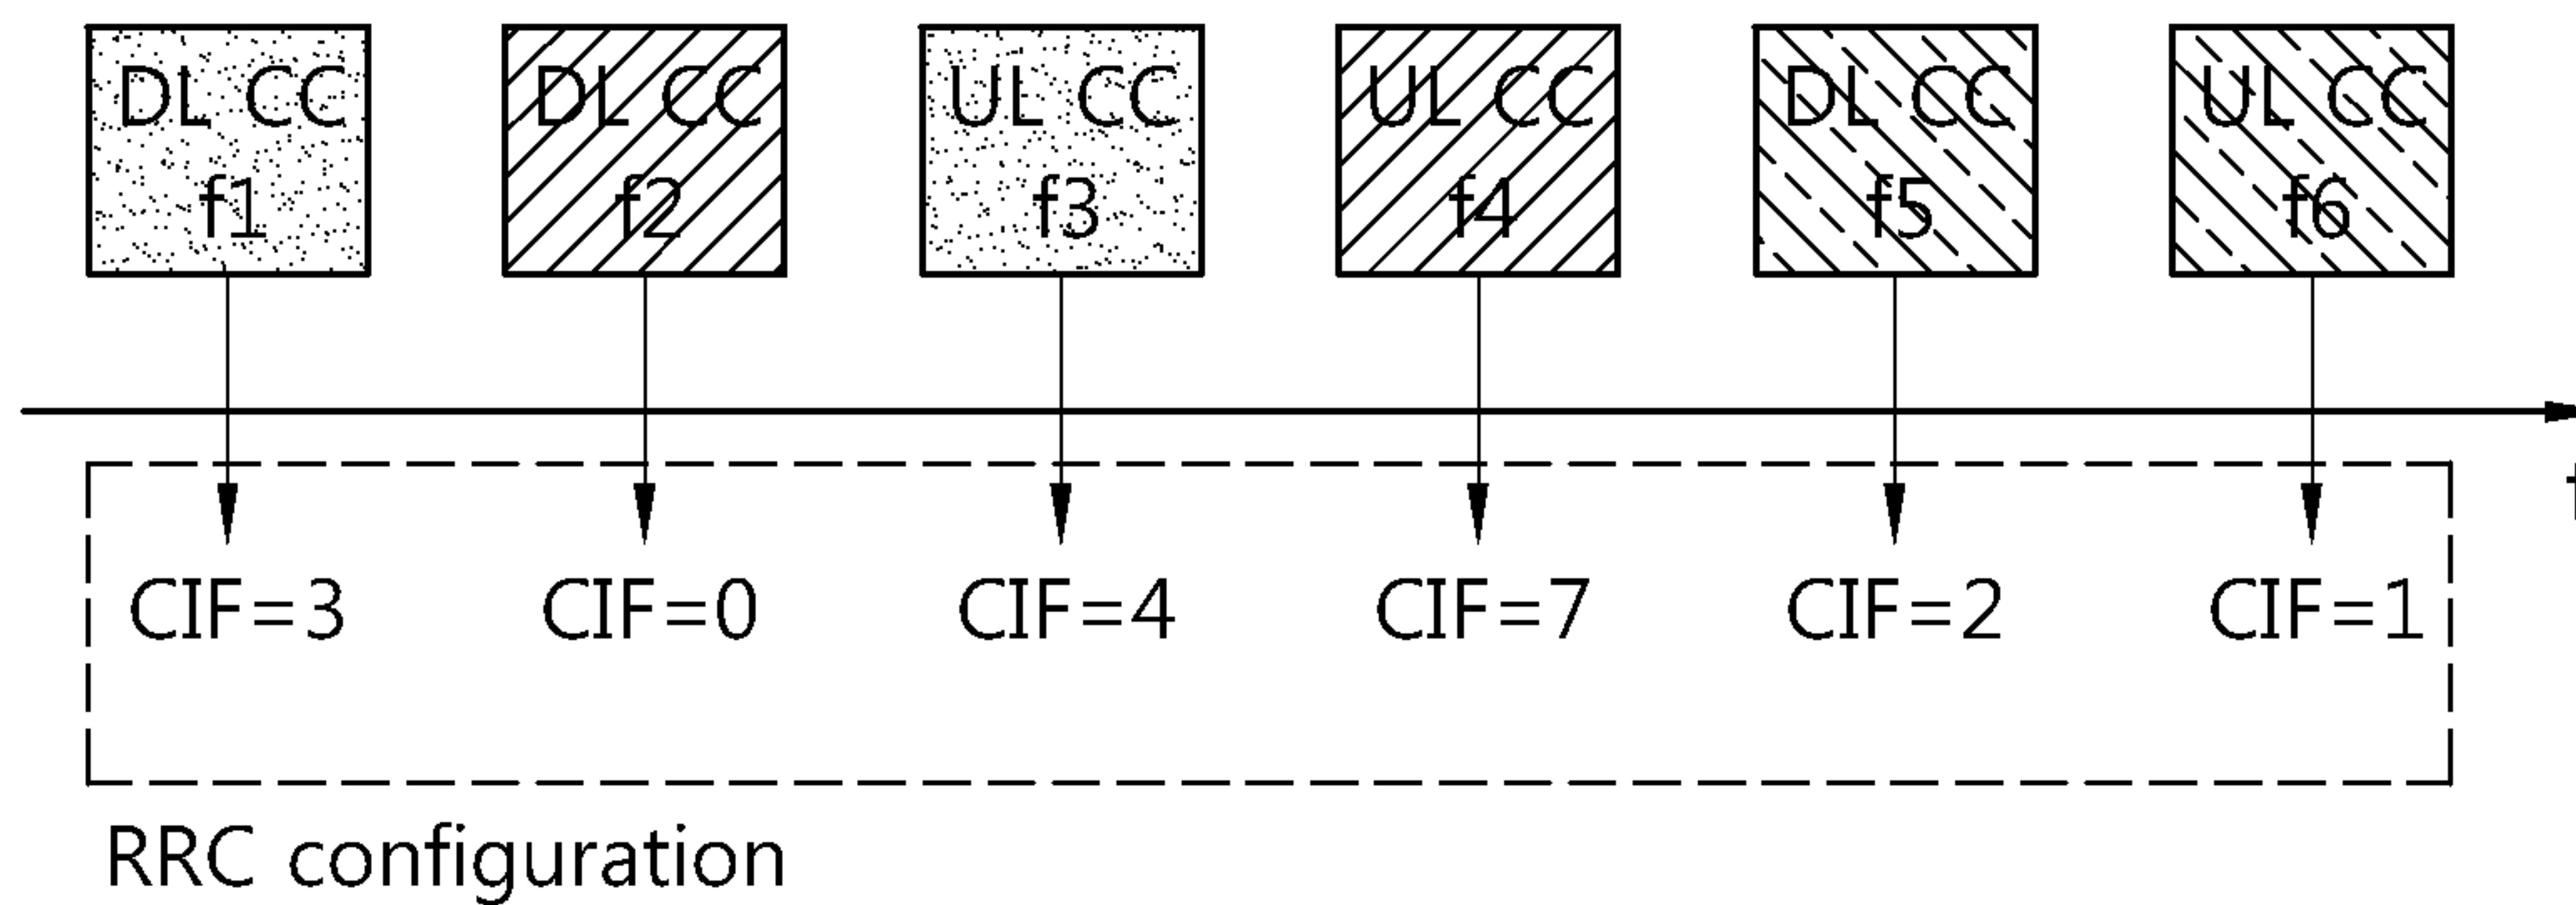 DL CC DL CC UL CC UL CC DL CC UL CC
f1 f2 f3 f4 f5 f6
f
CIF=3 CIF=0 CIF=4 CIF=7 CIF=2 CIF=1
RRC configuration